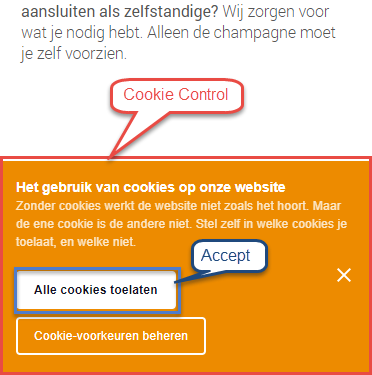 aansluiten als zelfstandige? Wij zorgen voor
wat je nodig hebt. Alleen de champagne moet
je zelf voorzien.
Cookie Control
Het gebruik van cookies op onze website
Zonder cookies werkt de website niet zoals het hoort. Maar
de ene cookie is de andere niet. Stel zelf in welke cookies je
toelaat, en welke niet.
Accept
Alle cookies toelaten
Cookie-voorkeuren beheren